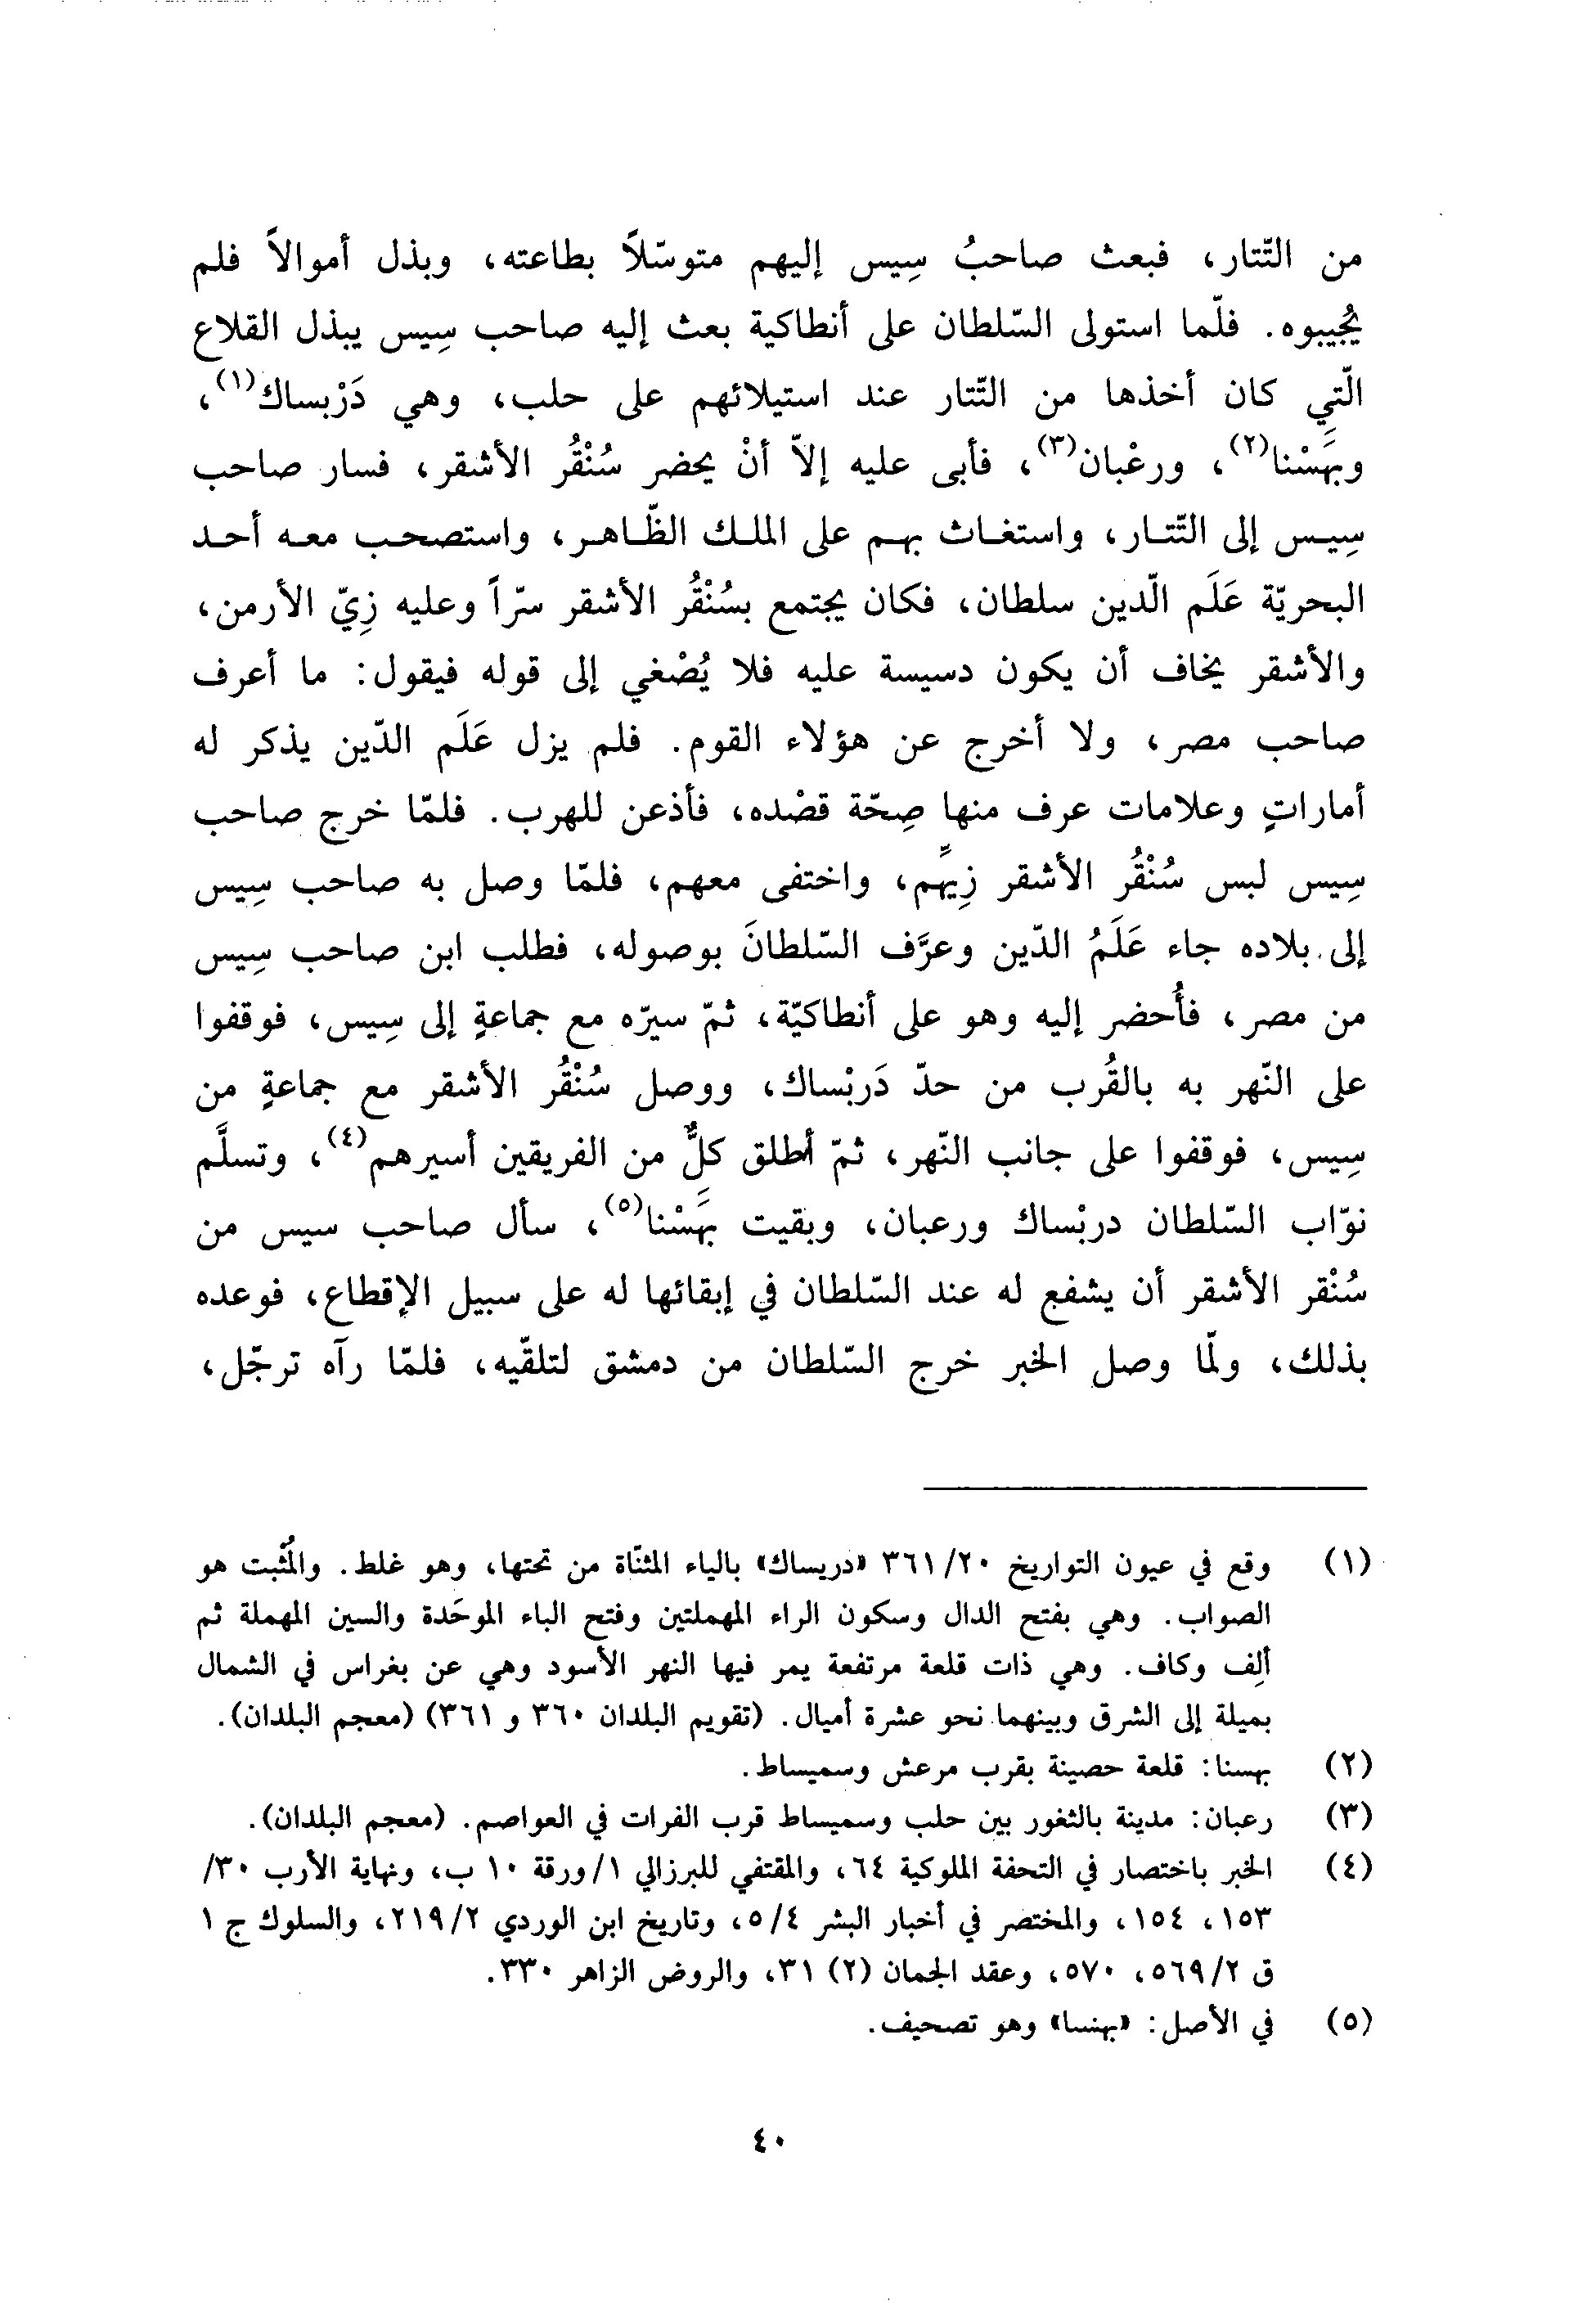 من التّتار، فبعث صاحبُ سِيس إليهم متوسّلاً بطاعته، وبذل أموالاً فلم
يُجيبوه. فلّما استولى السّلطان على أنطاكية بعث إليه صاحب سِيس يبذل القلاع
الّتي كان أخذها من التّتار عند استيلائهم على حلب، وهي دَرْبساك(١)،
وبَهَسْنا(٢)، ورعْبان(٣)، فأبى عليه إلاّ أنْ يحضر سُنْقُر الأشقر، فسار صاحب
سِيس إلى التّتار، واستغاث بهم على الملك الظّاهر، واستصحب معه أحد
البحريّة عَلَم الّدين سلطان، فكان يجتمع بسُنْقُر الأشقر سرّاً وعليه زِيّ الأرمن،
والأشقر يخاف أن يكون دسيسة عليه فلا يُصْغي إلى قوله فيقول: ما أعرف
صاحب مصر، ولا أخرج عن هؤلاء القوم. فلم يزل عَلَم الدّين يذكر له
أماراتٍ وعلامات عرف منها صِحّة قصْده، فأذعن للهرب. فلمّا خرج صاحب
سِيس لبس سُنْقُر الأشقر زِيَّهم، واختفى معهم، فلمّا وصل به صاحب سِيس
إلى بلاده جاء عَلَمُ الدّين وعرَّف السّلطانَ بوصوله، فطلب ابن صاحب سِيس
من مصر، فأُحضر إليه وهو على أنطاكيّة، ثمّ سيرّه مع جماعةٍ إلى سِيس، فوقفوا
على النّهر به بالقُرب من حدّ دَربْساك، ووصل سُنْقُر الأشقر مع جماعةٍ من
سِيس، فوقفوا على جانب النّهر، ثمّ أطلق كلٌّ من الفريقين أسيرهم(٤)، وتسلَّم
نوّاب السّلطان دربْساك ورعبان، وبقيت بَهَسْنا(٥)، سأل صاحب سيس من
سُنْقر الأشقر أن يشفع له عند السّلطان في إبقائها له على سبيل الإقطاع، فوعده
بذلك، ولمّا وصل الخبر خرج السّلطان من دمشق لتلقّيه، فلمّا رآه ترجّل،
(١) وقع في عيون التواريخ ٣٦١/٢٠ «دريساك» بالياء المثنّاة من تحتها، وهو غلط. والمُثبت هو
الصواب. وهي بفتح الدال وسكون الراء المهملتين وفتح الباء الموحَدة والسين المهملة ثم
ألِف وكاف. وهي ذات قلعة مرتفعة يمر فيها النهر الأسود وهي عن بغراس في الشمال
بميلة إلى الشرق وبينهما نحو عشرة أميال. (تقويم البلدان ٣٦٠ و ٣٦١) (معجم البلدان).
(٢) بهسنا: قلعة حصينة بقرب مرعش وسميساط.
(٣) رعبان: مدينة بالثغور بين حلب وسميساط قرب الفرات في العواصم. (معجم البلدان).
(٤) الخبر باختصار في التحفة الملوكية ٦٤، والمقتفي للبرزالي ١/ورقة ١٠ ب، ونهاية الأرب ٣٠/
١٥٣، ١٥٤، والمختصر في أخبار البشر ٥/٤، وتاريخ ابن الوردي ٢١٩/٢، والسلوك ج ١
ق ٥٦٩/٢، ٥٧٠، وعقد الجمان (٢) ٣١، والروض الزاهر ٣٣٠.
(٥) في الأصل: «بهنسا» وهو تصحيف.
٤٠